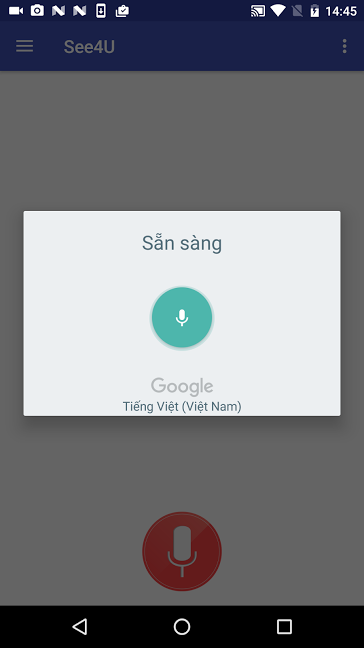 14:45
See4U
Sẵn sàng
Google
Tiếng Việt (Việt Nam)